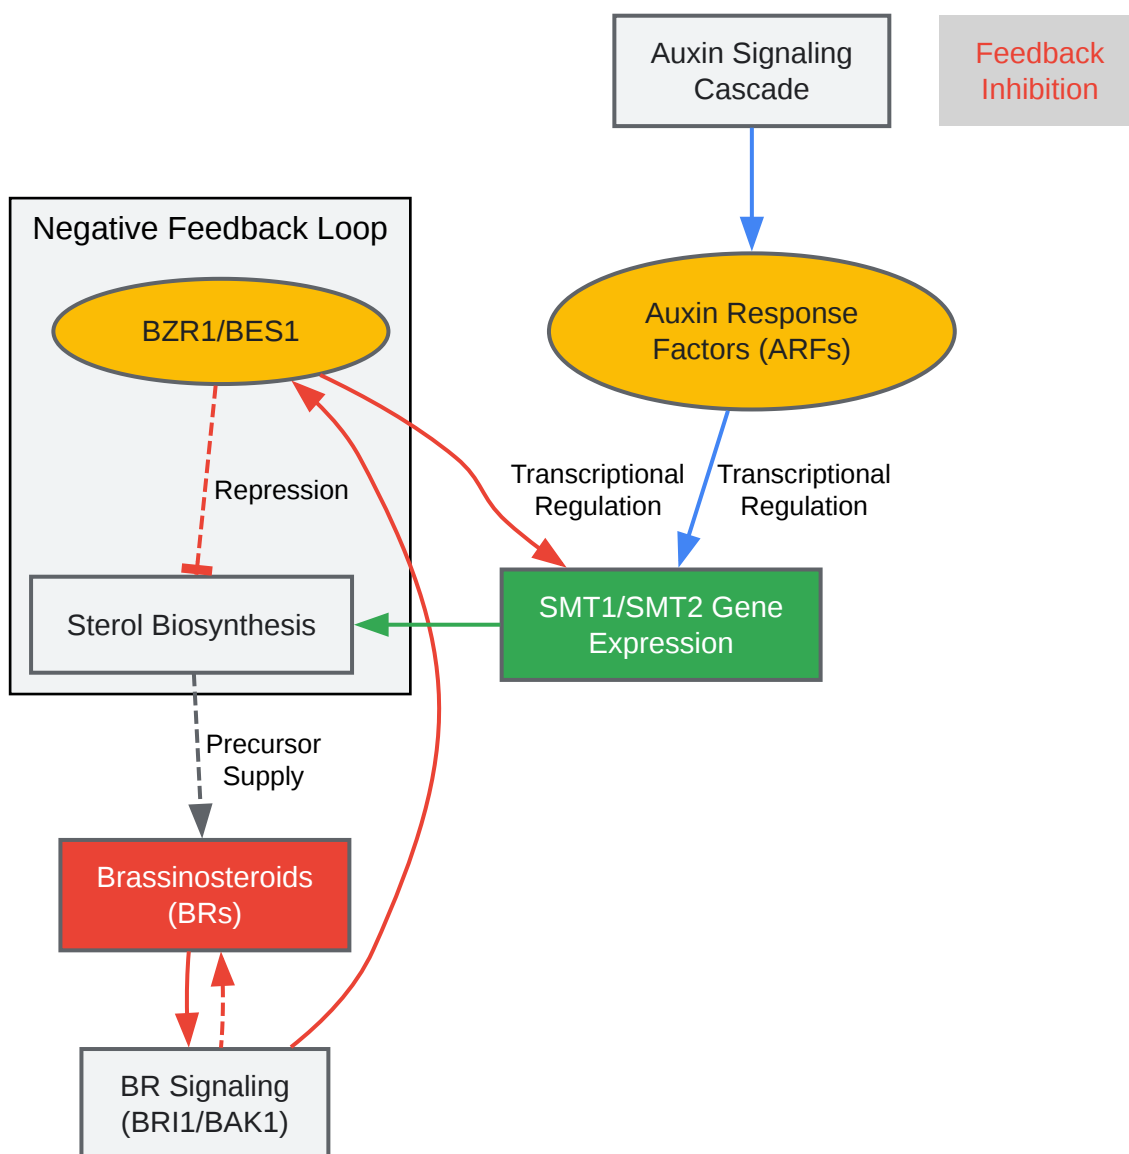 Auxin Signaling
Cascade
Feedback
Inhibition
Negative Feedback Loop
BZR1/BES1
Auxin Response
Factors (ARFs)
Repression
Transcriptional
Regulation
Transcriptional
Regulation
Sterol Biosynthesis
SMT1/SMT2 Gene
Expression
Precursor
Supply
Brassinosteroids
(BRs)
BR Signaling
(BRI1/BAK1)